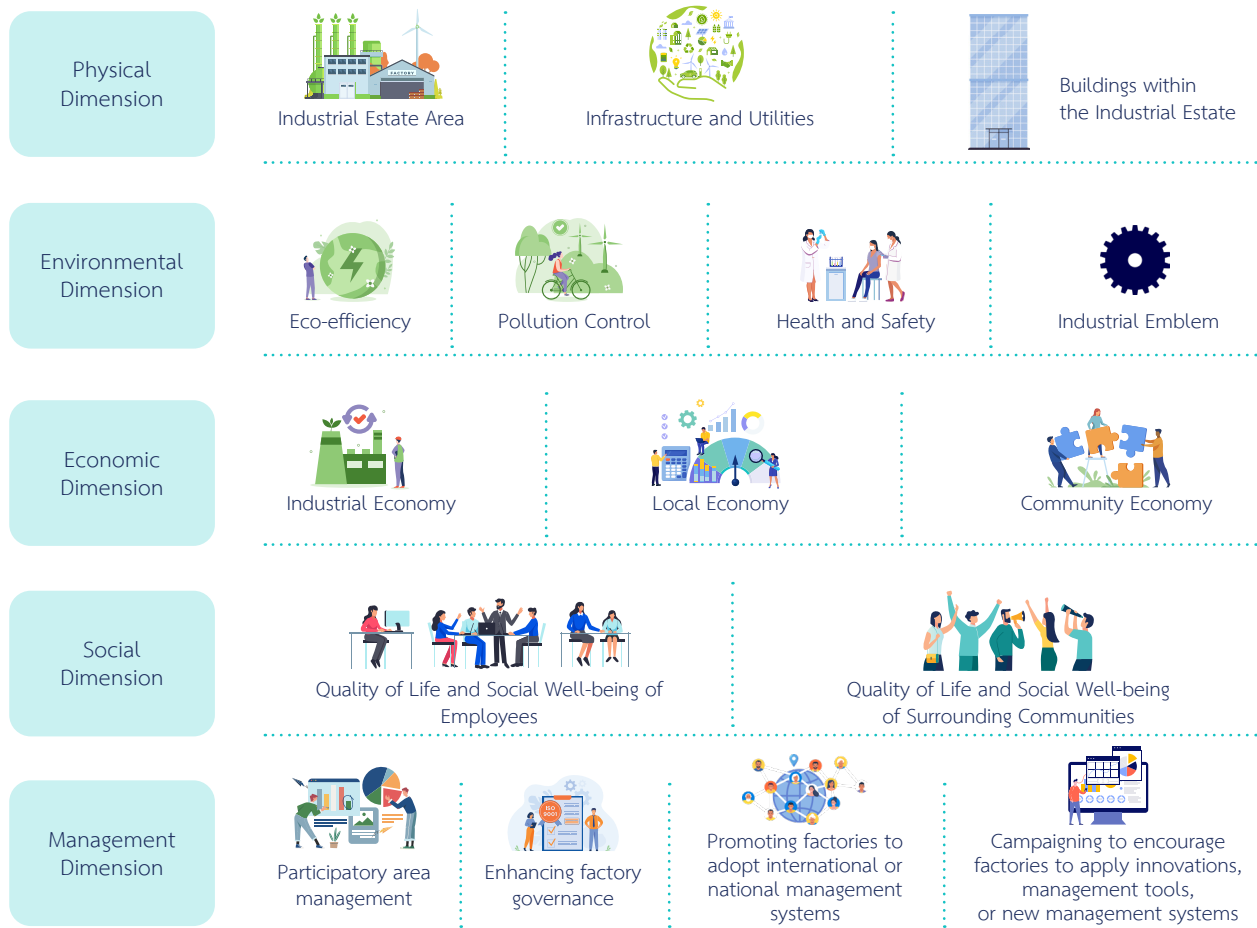 Physical
Dimension
FACTORY
Industrial Estate Area
Infrastructure and Utilities
Buildings within
the Industrial Estate
Environmental
Dimension
Eco-efficiency
Pollution Control
Health and Safety
Industrial Emblem
Economic
Dimension
Industrial Economy
Local Economy
Community Economy
Social
Dimension
Quality of Life and Social Well-being of
Employees
Quality of Life and Social Well-being
of Surrounding Communities
Management
Dimension
Participatory area
management
ISO
9001
Enhancing factory
governance
Promoting factories to
adopt international or
national management
systems
Campaigning to encourage
factories to apply innovations,
management tools,
or new management systems